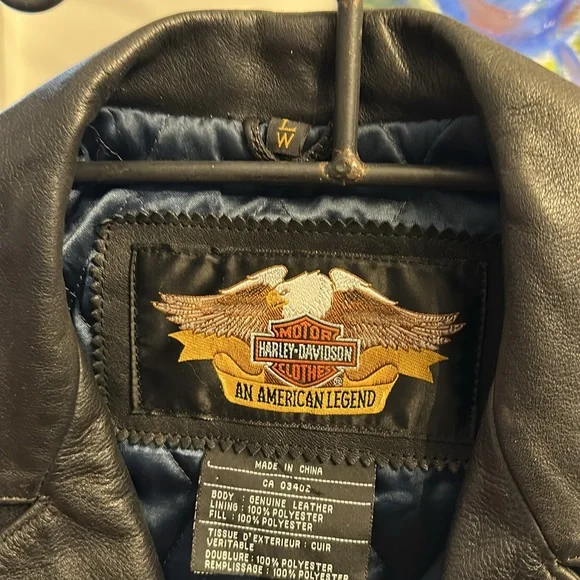 L
W
MOTOR
HARLEY-DAVIDSON
CLOTHES
®
AN AMERICAN LEGEND
MADE IN CHINA
CA 03402
BODY : GENUINE LEATHER
LINING : 100% POLYESTER
FILL : 100% POLYESTER
TISSUE D'EXTERIEUR : CUIR
VERITABLE
DOUBLURE : 100% POLYESTER
REMPLISSAGE : 100% POLYESTER